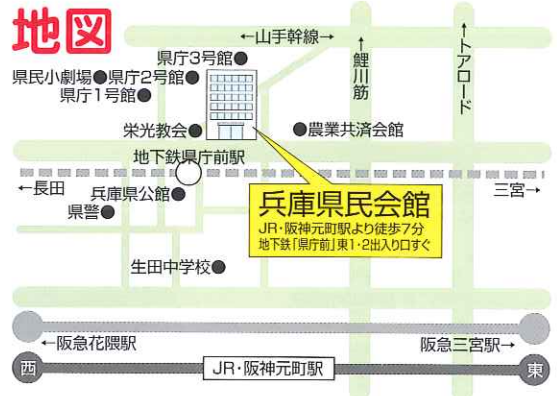 地図
←山手幹線→
県庁3号館●
県民小劇場●県庁2号館●
県庁1号館●
↑鯉川筋
↑トアロード
栄光教会●
●農業共済会館
地下鉄県庁前駅
←長田
三宮→
兵庫県公館●
県警●
兵庫県民会館
JR・阪神元町駅より徒歩7分
地下鉄「県庁前」東1・2出入り口すぐ
生田中学校●
←阪急花隈駅
阪急三宮駅→
西
JR・阪神元町駅
東